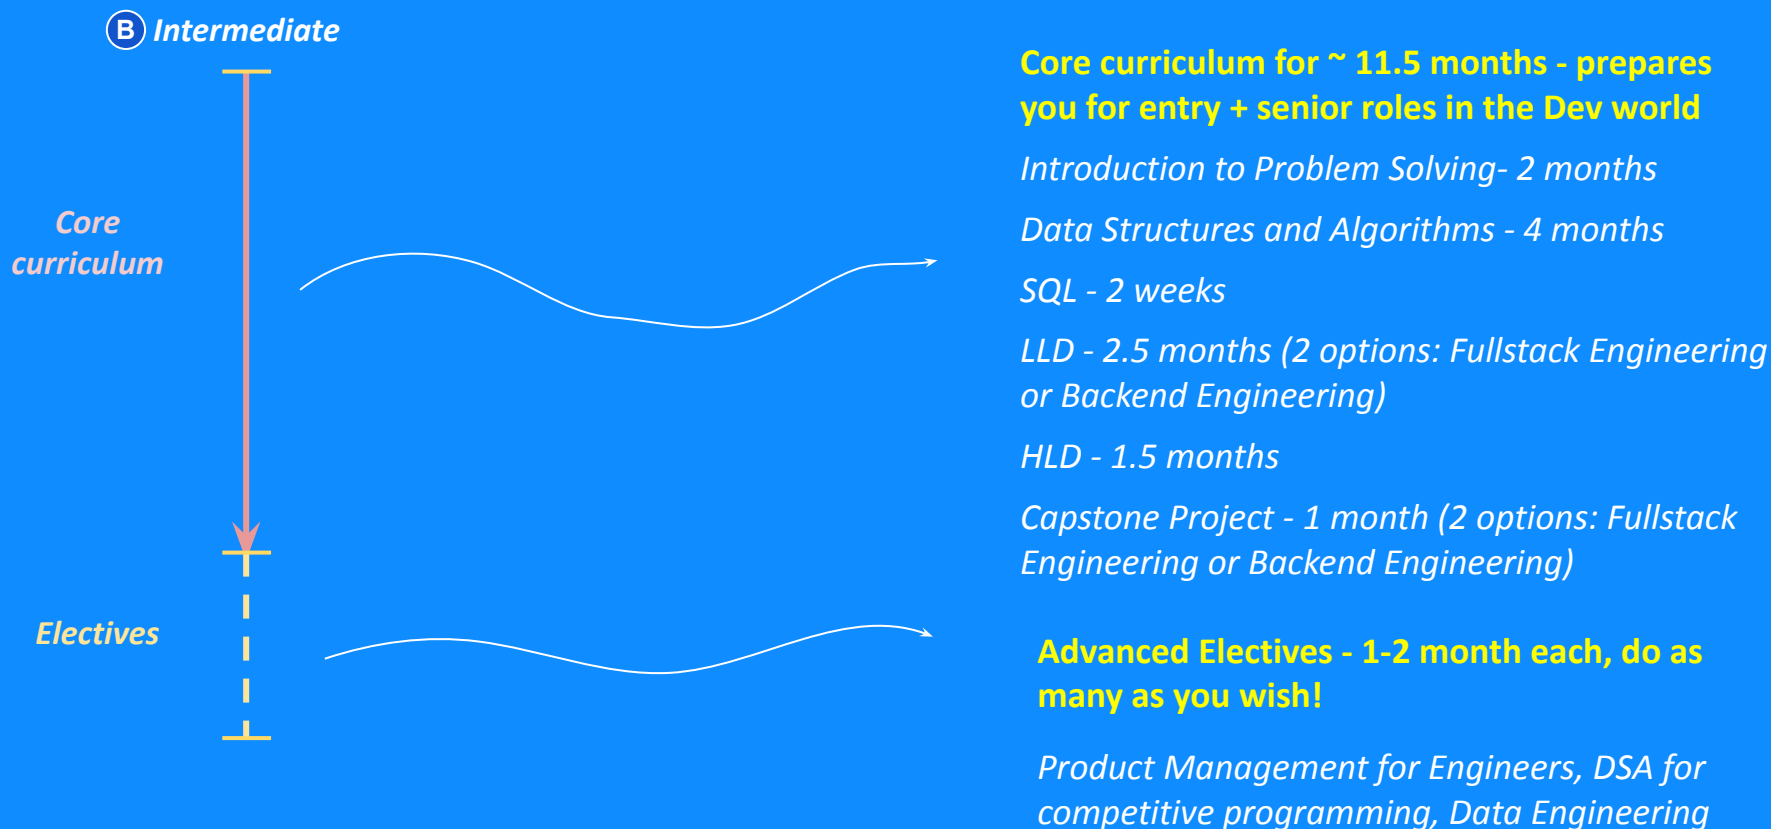 B Intermediate
Core
curriculum
Electives
Core curriculum for ~ 11.5 months - prepares
you for entry + senior roles in the Dev world
Introduction to Problem Solving- 2 months
Data Structures and Algorithms - 4 months
SQL - 2 weeks
LLD - 2.5 months (2 options: Fullstack Engineering
or Backend Engineering)
HLD - 1.5 months
Capstone Project - 1 month (2 options: Fullstack
Engineering or Backend Engineering)
Advanced Electives - 1-2 month each, do as
many as you wish!
Product Management for Engineers, DSA for
competitive programming, Data Engineering